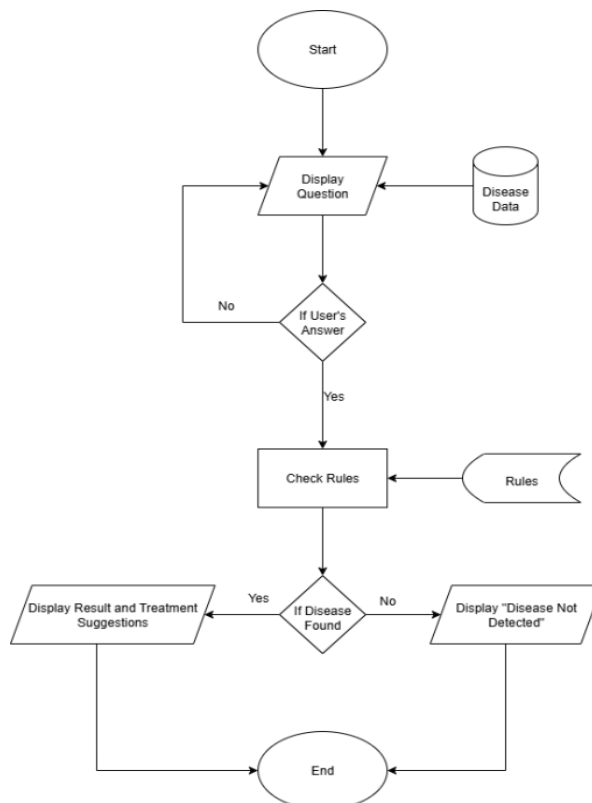 Start
Display
Question
Disease
Data
No
If User's
Answer
Yes
Check Rules
Rules
Display Result and Treatment
Suggestions
Yes
If Disease
Found
No
Display "Disease Not
Detected"
End